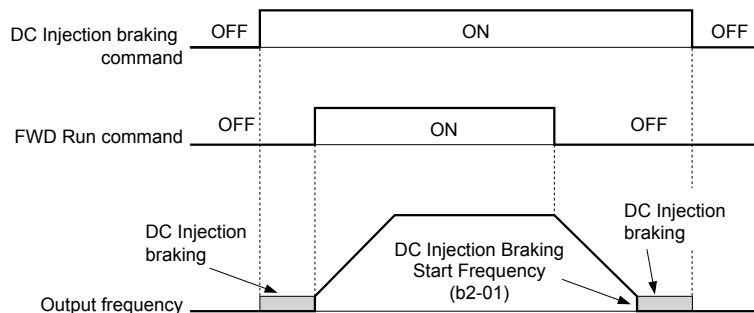 DC Injection braking
command
OFF
ON
OFF
FWD Run command
OFF
ON
OFF
DC Injection
braking
DC Injection Braking
Start Frequency
(b2-01)
DC Injection
braking
Output frequency